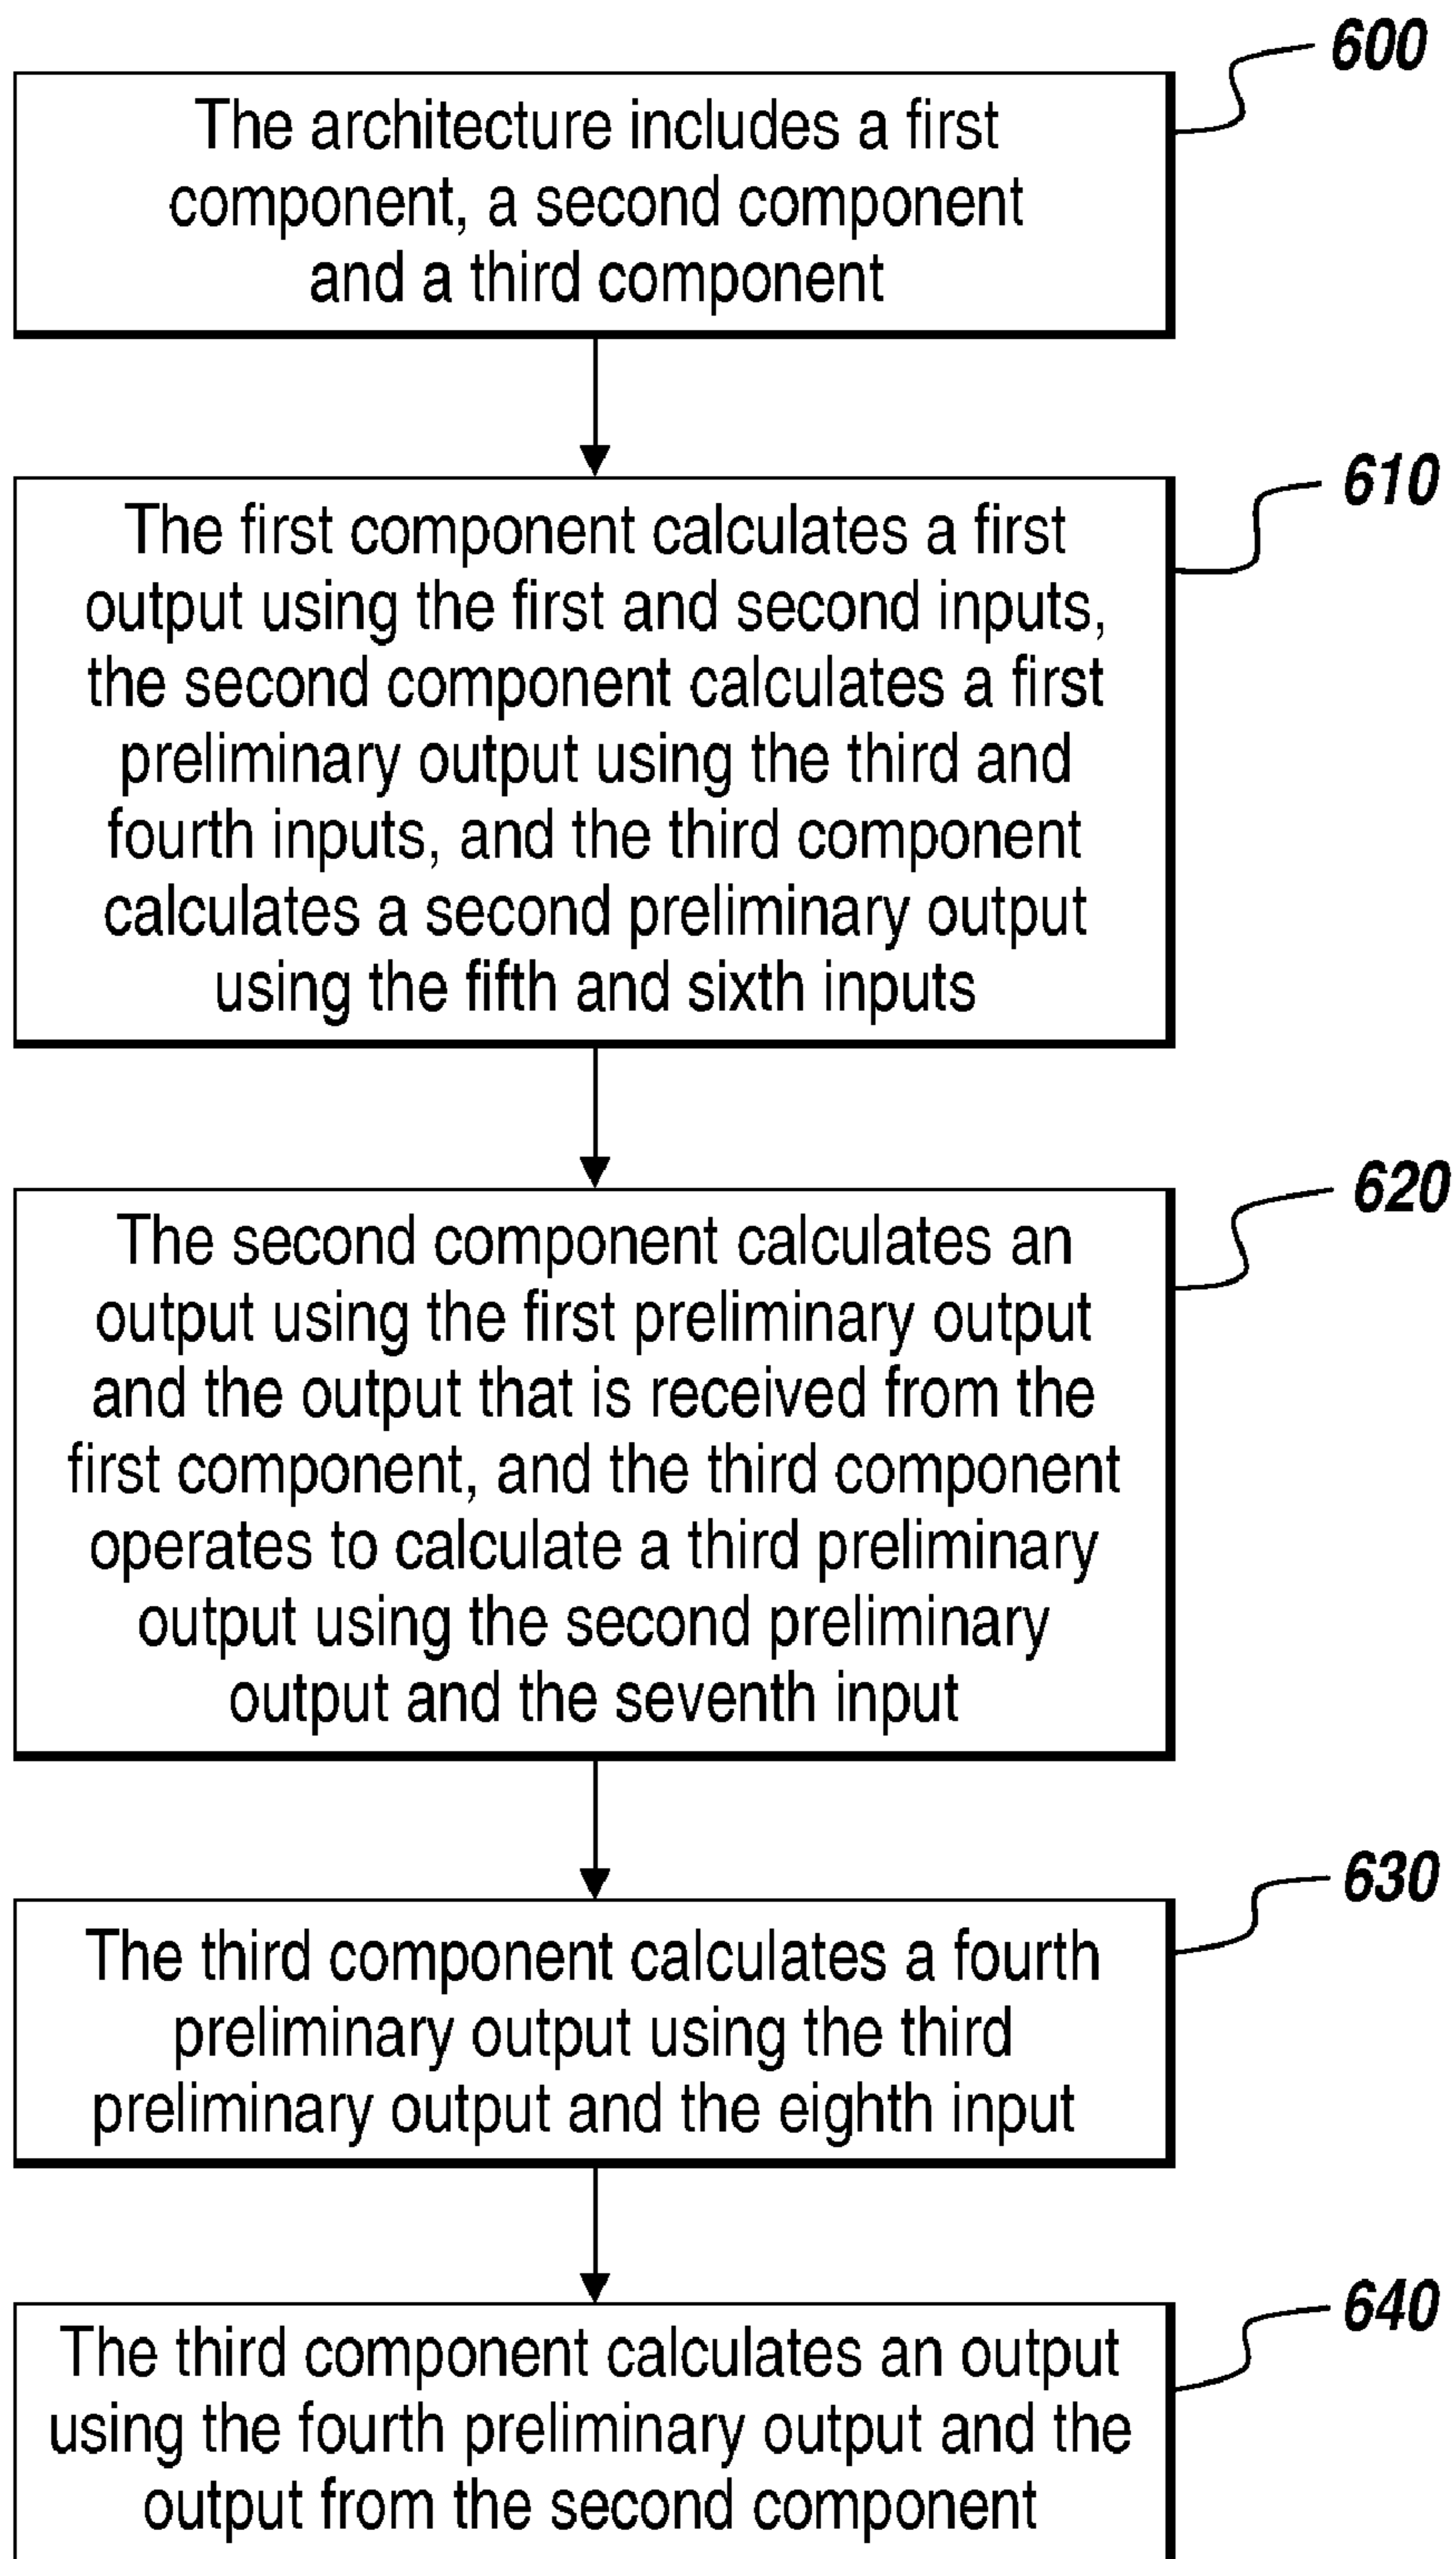 600
The architecture includes a first
component, a second component
and a third component
610
The first component calculates a first
output using the first and second inputs,
the second component calculates a first
preliminary output using the third and
fourth inputs, and the third component
calculates a second preliminary output
using the fifth and sixth inputs
620
The second component calculates an
output using the first preliminary output
and the output that is received from the
first component, and the third component
operates to calculate a third preliminary
output using the second preliminary
output and the seventh input
630
The third component calculates a fourth
preliminary output using the third
preliminary output and the eighth input
640
The third component calculates an output
using the fourth preliminary output and the
output from the second component